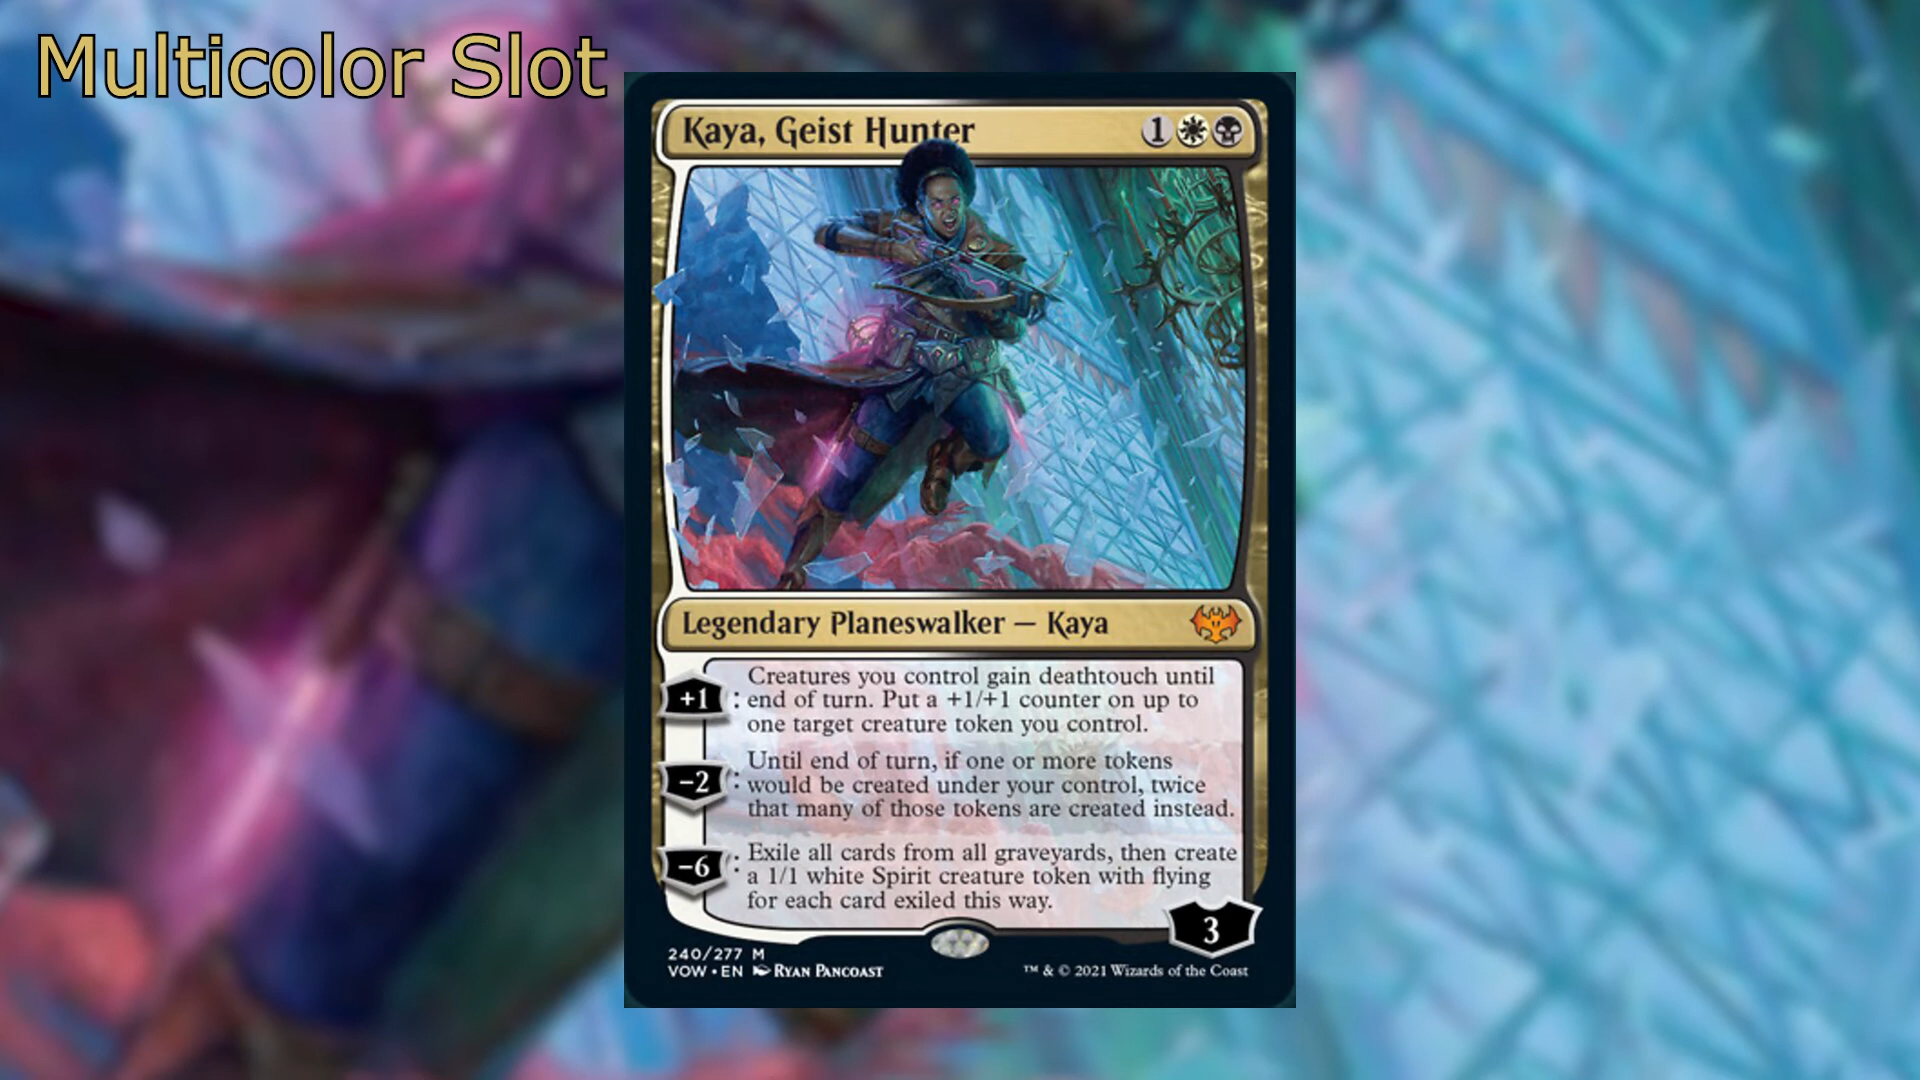 Multicolor Slot
Kaya, Geist Hunter
1
Legendary Planeswalker — Kaya
+1: Creatures you control gain deathtouch until
end of turn. Put a +1/+1 counter on up to
one target creature token you control.
−2: Until end of turn, if one or more tokens
would be created under your control, twice
that many of those tokens are created instead.
−6: Exile all cards from all graveyards, then create
a 1/1 white Spirit creature token with flying
for each card exiled this way.
3
240/277 M
VOW • EN Ryan Pancoast
™ & © 2021 Wizards of the Coast